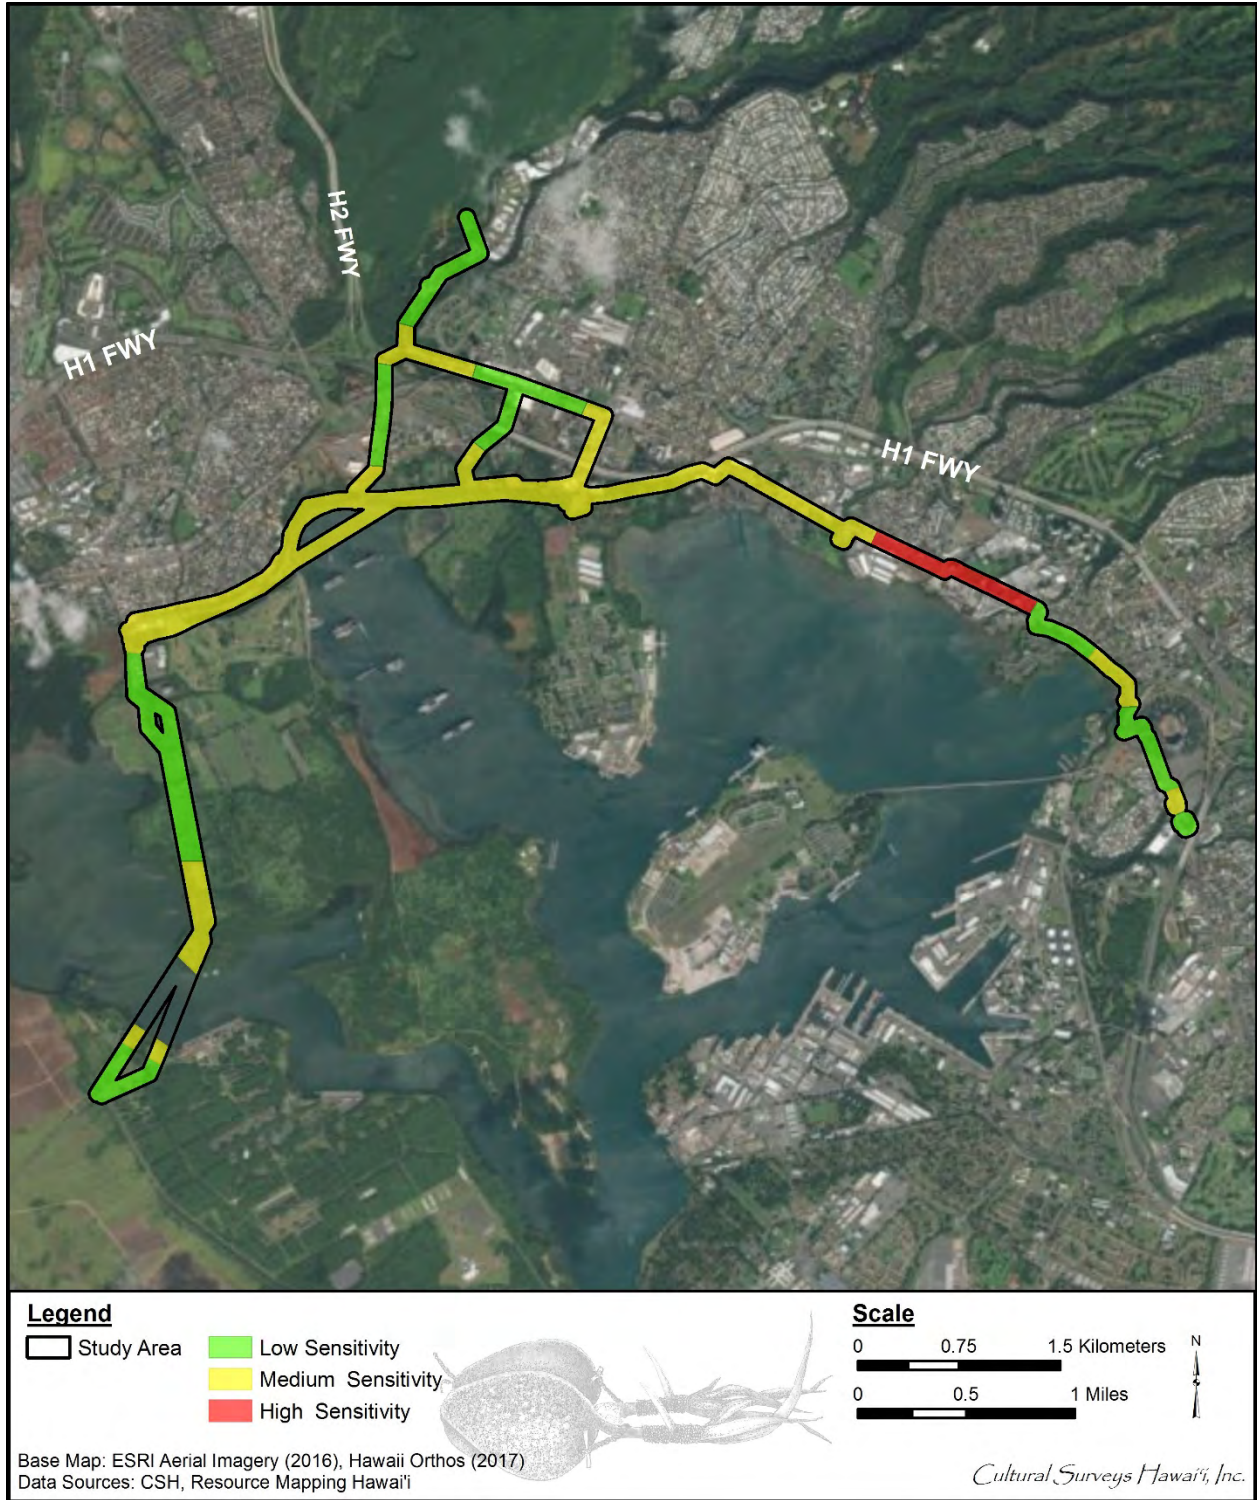 H2 FWY
H1 FWY
H1 FWY
Legend
Study Area
Low Sensitivity
Medium Sensitivity
High Sensitivity
Scale
0 0.75 1.5 Kilometers
0 0.5 1 Miles
N
Base Map: ESRI Aerial Imagery (2016), Hawaii Orthos (2017)
Data Sources: CSH, Resource Mapping Hawai'i
Cultural Surveys Hawai‘i, Inc.